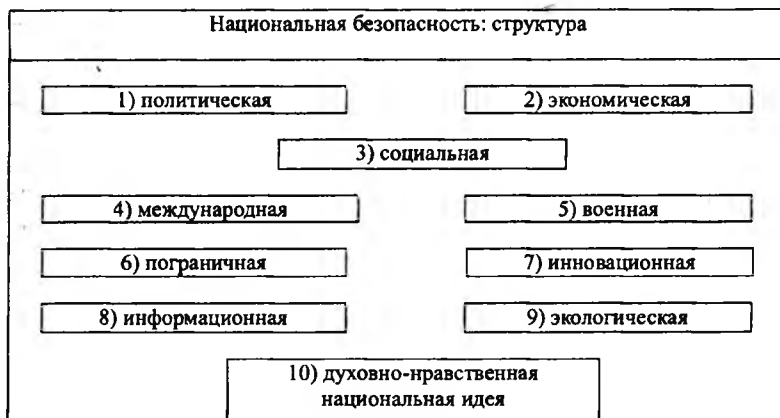 Национальная безопасность: структура
1) политическая
2) экономическая
3) социальная
4) международная
5) военная
6) пограничная
7) инновационная
8) информационная
9) экологическая
10) духовно-нравственная
национальная идея